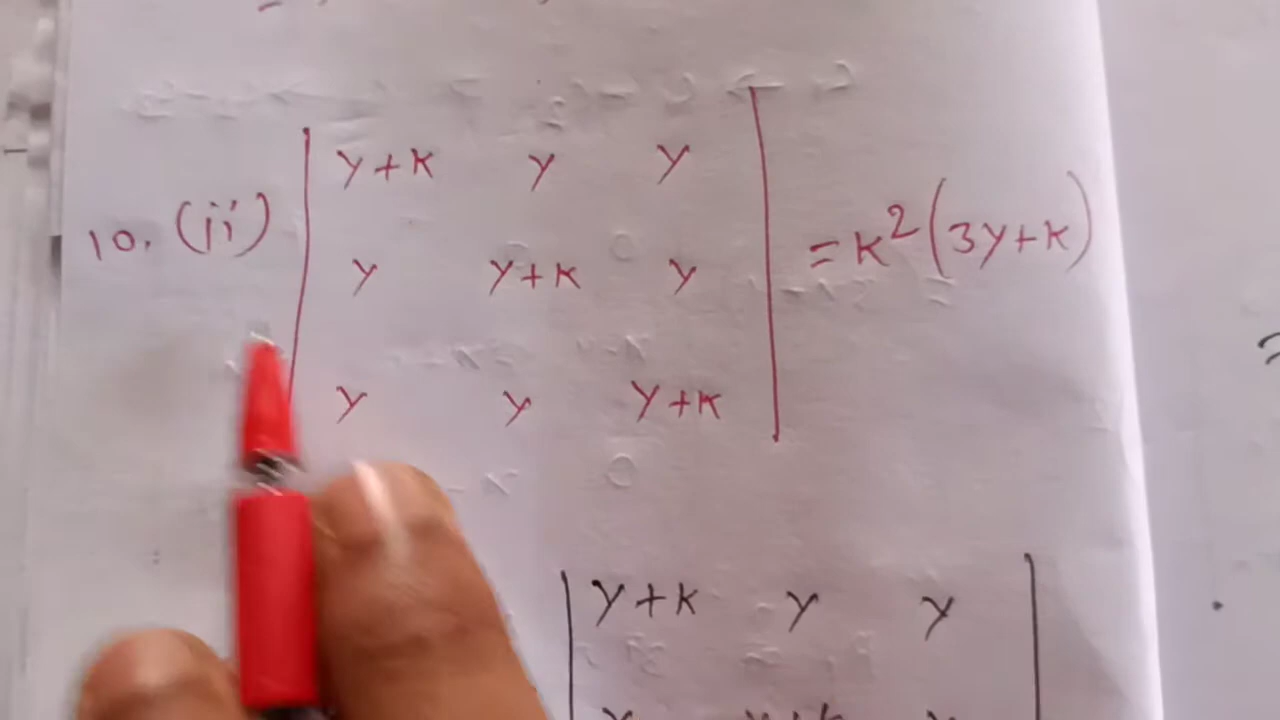 y+k y y
10. (ii) y y+k y = k²(3y+k)
y y y+k
y+k y y